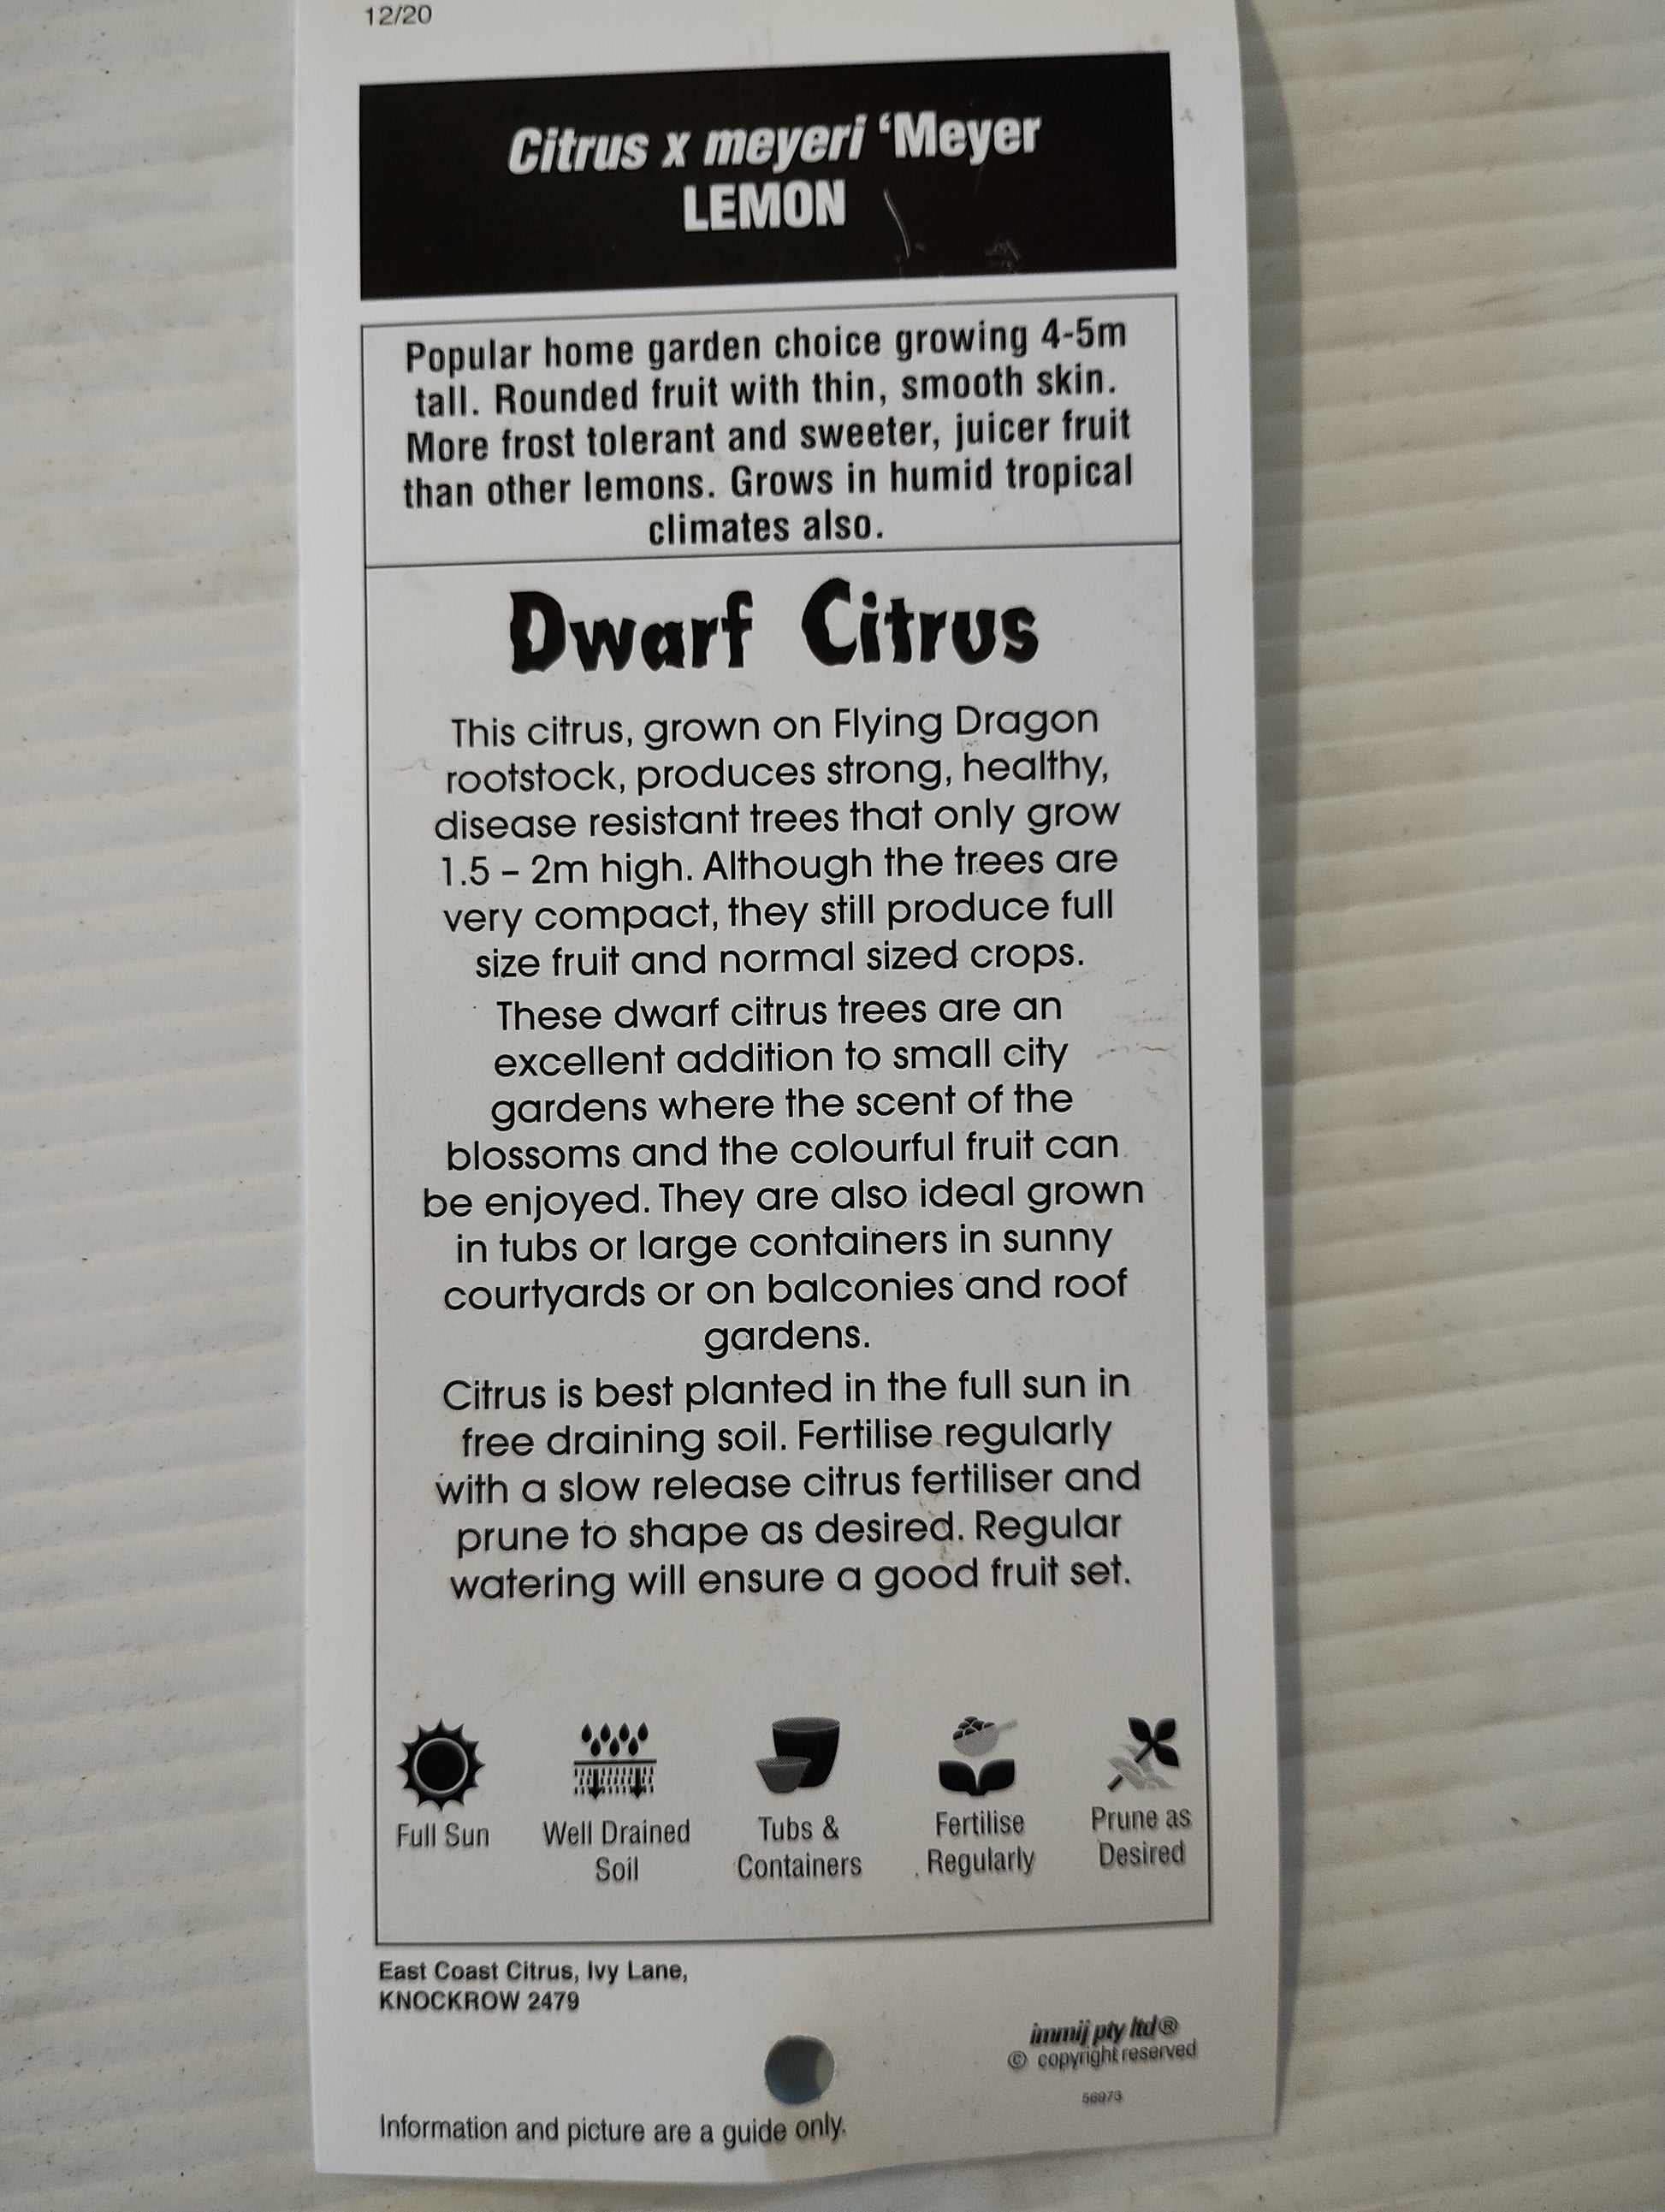 12/20
Citrus x meyeri ‘Meyer
LEMON
Popular home garden choice growing 4-5m
tall. Rounded fruit with thin, smooth skin.
More frost tolerant and sweeter, juicer fruit
than other lemons. Grows in humid tropical
climates also.
Dwarf Citrus
This citrus, grown on Flying Dragon
rootstock, produces strong, healthy,
disease resistant trees that only grow
1.5 – 2m high. Although the trees are
very compact, they still produce full
size fruit and normal sized crops.
These dwarf citrus trees are an
excellent addition to small city
gardens where the scent of the
blossoms and the colourful fruit can
be enjoyed. They are also ideal grown
in tubs or large containers in sunny
courtyards or on balconies and roof
gardens.
Citrus is best planted in the full sun in
free draining soil. Fertilise regularly
with a slow release citrus fertiliser and
prune to shape as desired. Regular
watering will ensure a good fruit set.
Full Sun
Well Drained
Soil
Tubs &
Containers
Fertilise
Regularly
Prune as
Desired
East Coast Citrus, Ivy Lane,
KNOCKROW 2479
immij pty ltd®
© copyright reserved
56973
Information and picture are a guide only.